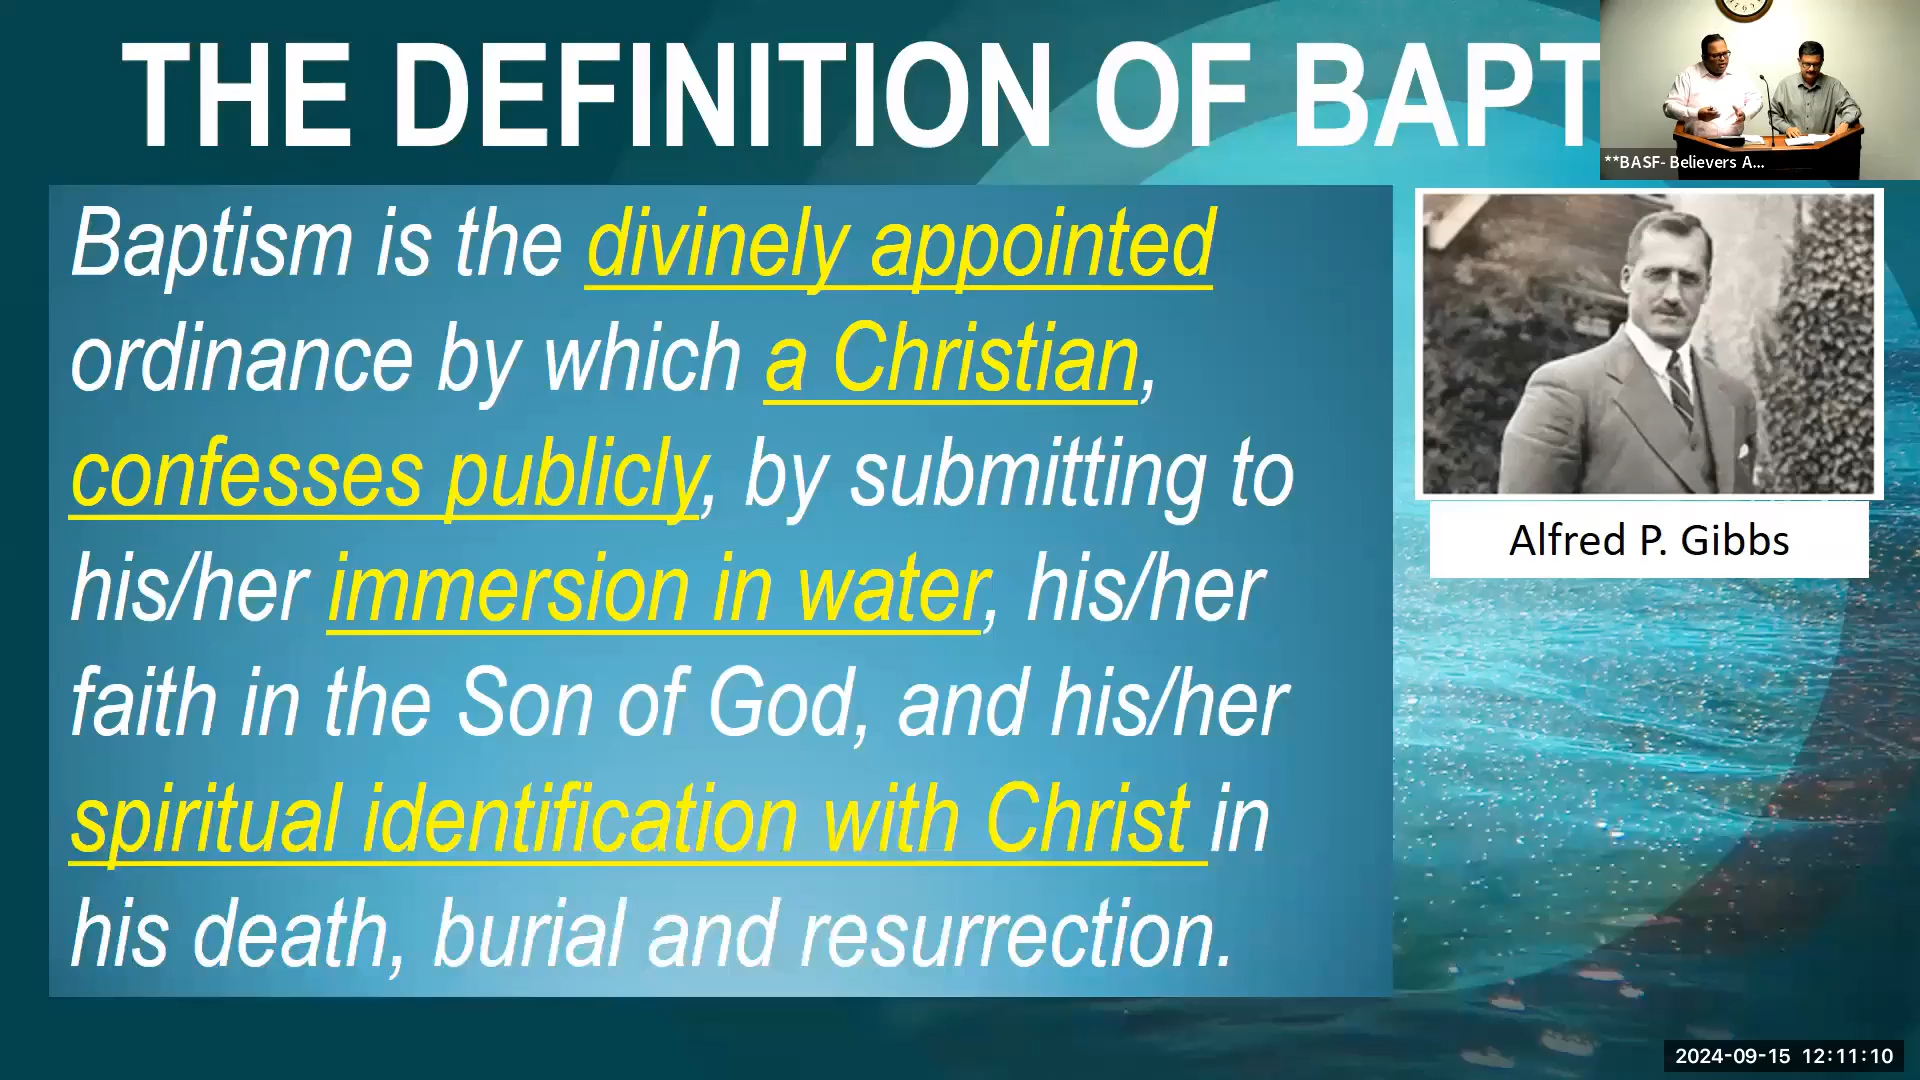 THE DEFINITION OF BAPT
**BASF- Believers A...
Baptism is the divinely appointed
ordinance by which a Christian,
confesses publicly, by submitting to
his/her immersion in water, his/her
faith in the Son of God, and his/her
spiritual identification with Christ in
his death, burial and resurrection.
Alfred P. Gibbs
2024-09-15 12:11:10